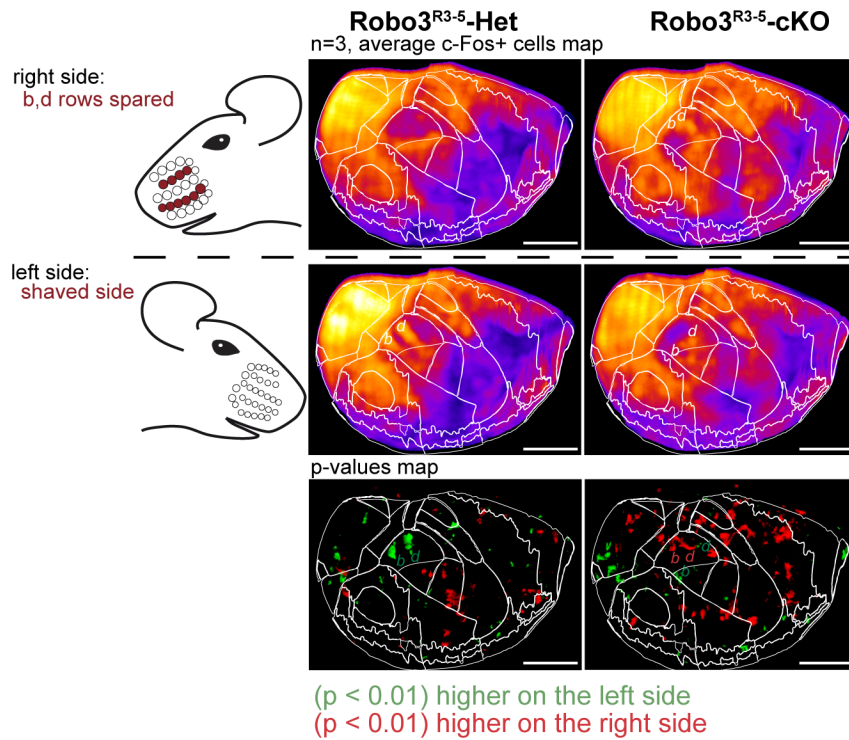 Robo3R3-5-Het
Robo3R3-5-cKO
n=3, average c-Fos+ cells map
right side:
b,d rows spared
b d
left side:
shaved side
b d
b d
p-values map
b d
b d d
b
(p < 0.01) higher on the left side
(p < 0.01) higher on the right side